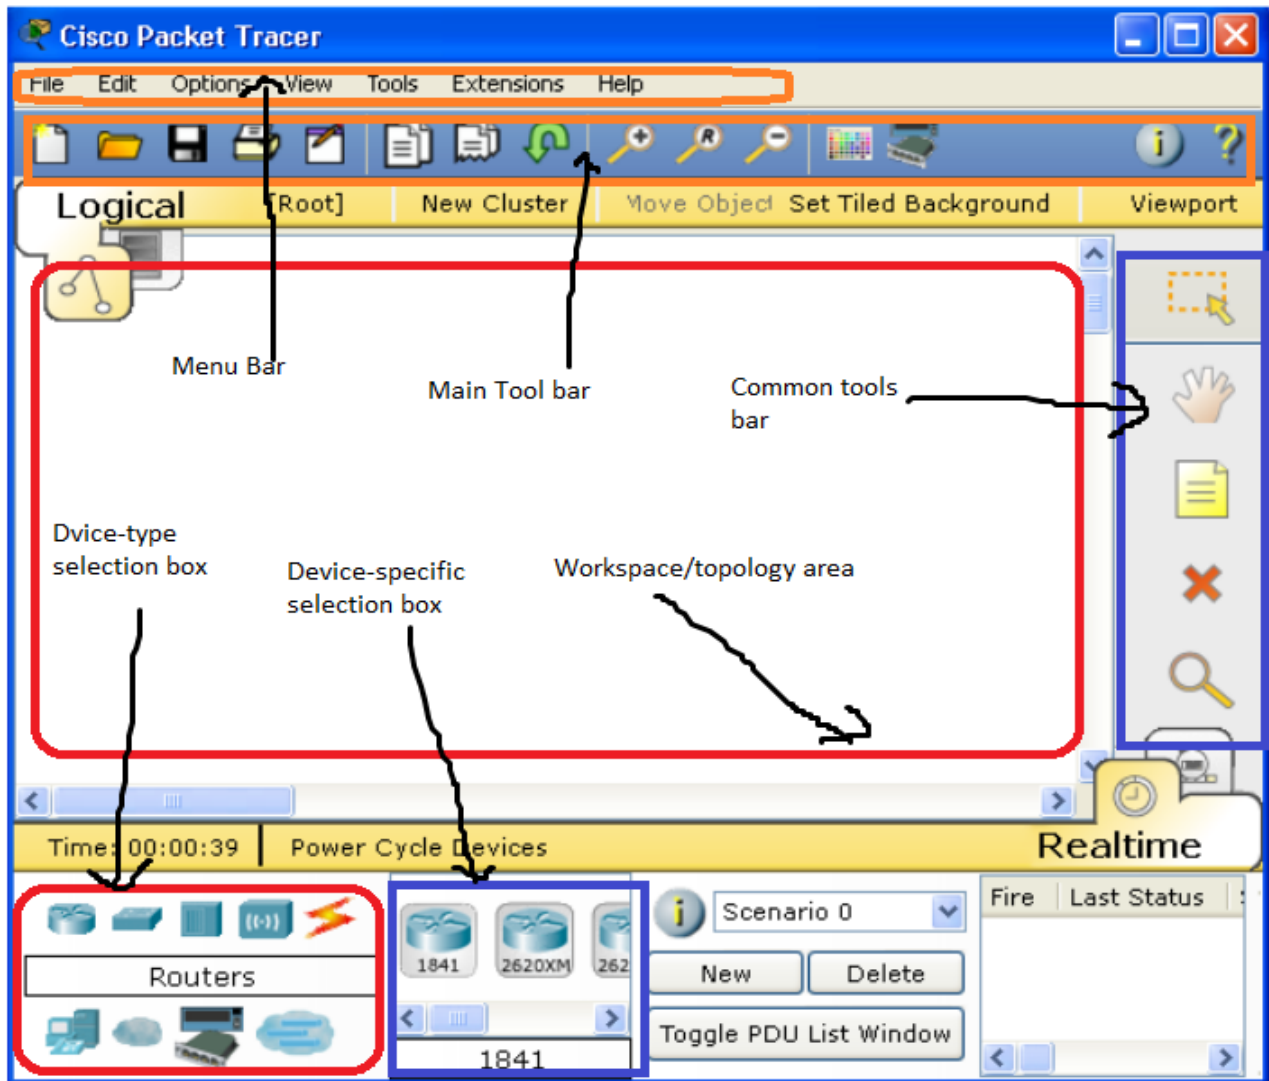 Cisco Packet Tracer
File Edit Options View Tools Extensions Help
Logical [Root] New Cluster Move Object Set Tiled Background Viewport
Menu Bar
Main Tool bar
Common tools
bar
Dvice-type
selection box
Device-specific
selection box
Workspace/topology area
Time: 00:00:39 Power Cycle Devices Realtime
Routers
1841 2620XM 262
1841
Scenario 0
New Delete
Toggle PDU List Window
Fire Last Status